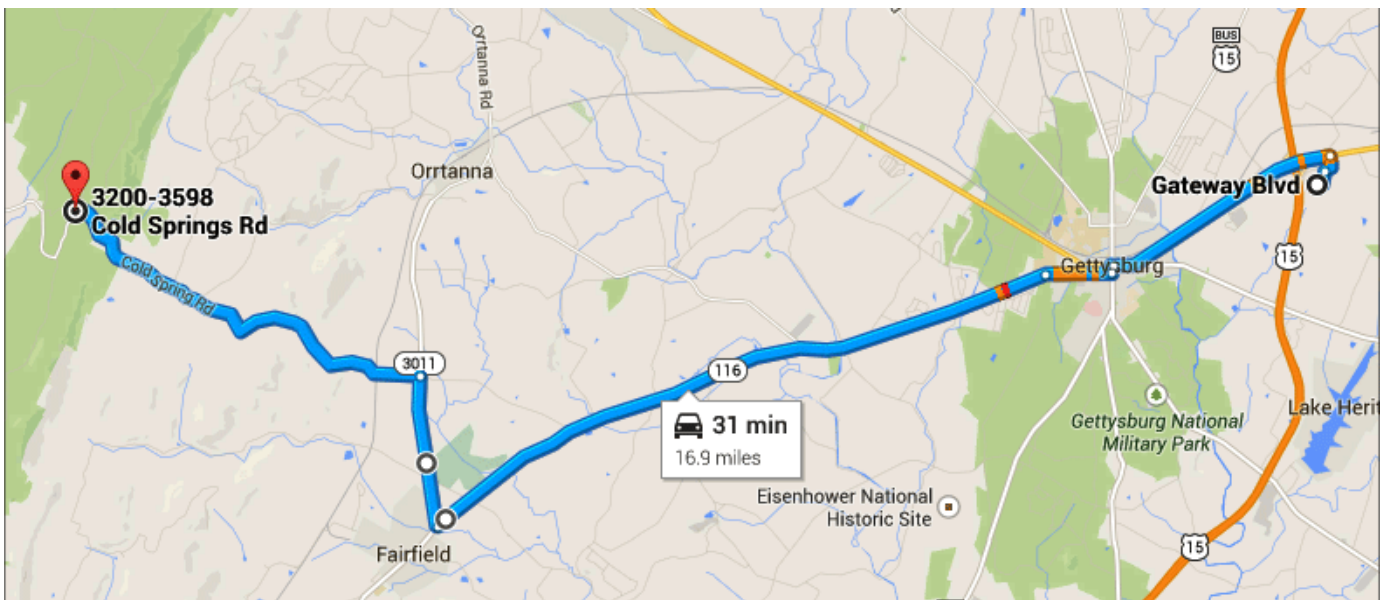 Orrtanna Rd
BUS
15
Orrtanna
3200-3598
Cold Springs Rd
Gateway Blvd
Cold Spring Rd
Gettysburg
15
3011
116
31 min
16.9 miles
Gettysburg National
Military Park
Lake Herit
Eisenhower National
Historic Site
Fairfield
15